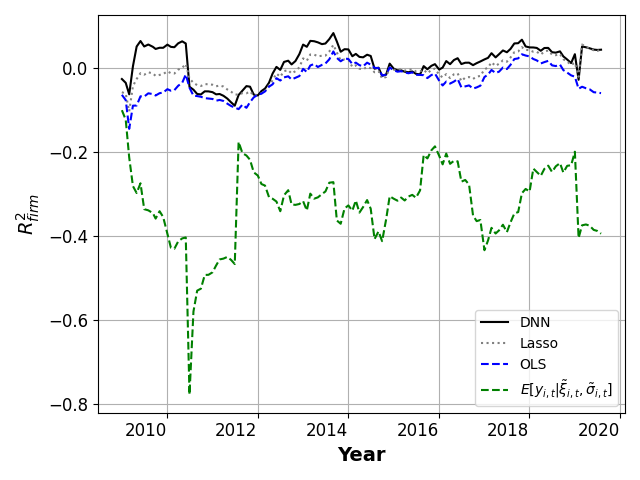 0.0
−0.2
−0.4
−0.6
−0.8
R²firm
2010 2012 2014 2016 2018 2020
Year
DNN
Lasso
OLS
E[yᵢ,ₜ|ξ̃ᵢ,ₜ, σ̃ᵢ,ₜ]